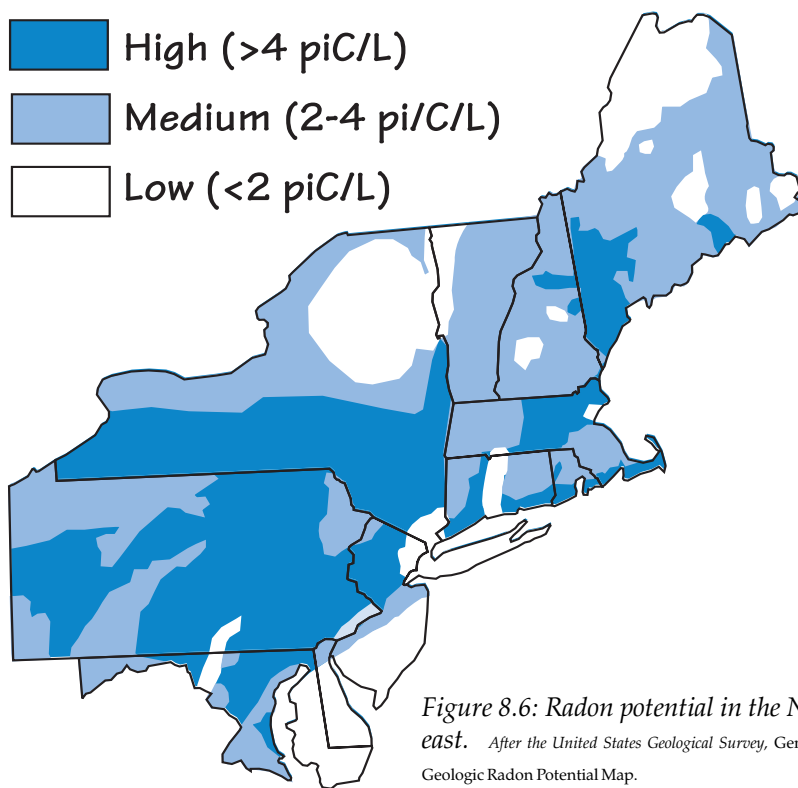 High (>4 piC/L)
Medium (2-4 pi/C/L)
Low (<2 piC/L)
Figure 8.6: Radon potential in the N
east. After the United States Geological Survey, Ger
Geologic Radon Potential Map.